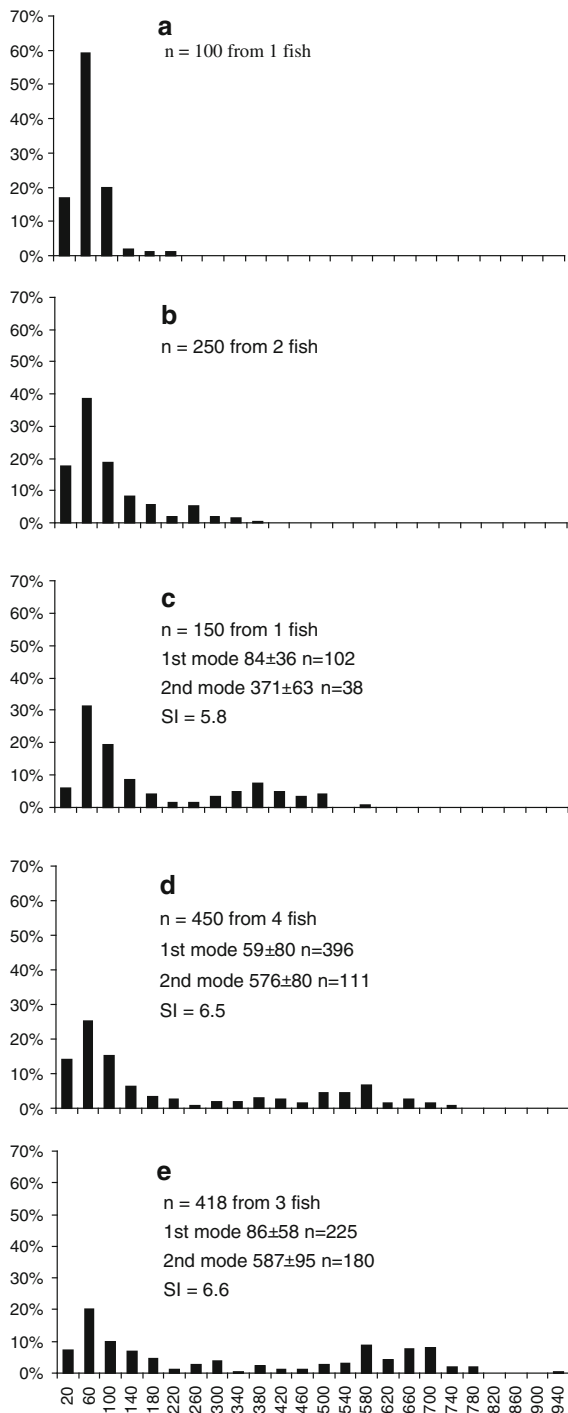 70%
60%
50%
40%
30%
20%
10%
0%
a
n = 100 from 1 fish
70%
60%
50%
40%
30%
20%
10%
0%
b
n = 250 from 2 fish
70%
60%
50%
40%
30%
20%
10%
0%
c
n = 150 from 1 fish
1st mode 84±36 n=102
2nd mode 371±63 n=38
SI = 5.8
70%
60%
50%
40%
30%
20%
10%
0%
d
n = 450 from 4 fish
1st mode 59±80 n=396
2nd mode 576±80 n=111
SI = 6.5
70%
60%
50%
40%
30%
20%
10%
0%
e
n = 418 from 3 fish
1st mode 86±58 n=225
2nd mode 587±95 n=180
SI = 6.6
20 60 100 140 180 220 260 300 340 380 420 460 500 540 580 620 660 700 740 780 820 860 900 940